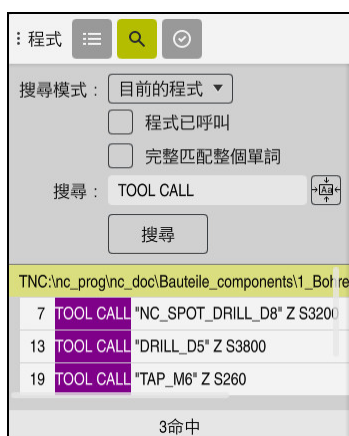 程式
搜尋模式： 目前的程式
程式已呼叫
完整匹配整個單詞
搜尋： TOOL CALL Aa
搜尋
TNC:\nc_prog\nc_doc\Bauteile_components\1_Bohre
7 TOOL CALL "NC_SPOT_DRILL_D8" Z S3200
13 TOOL CALL "DRILL_D5" Z S3800
19 TOOL CALL "TAP_M6" Z S260
3命中